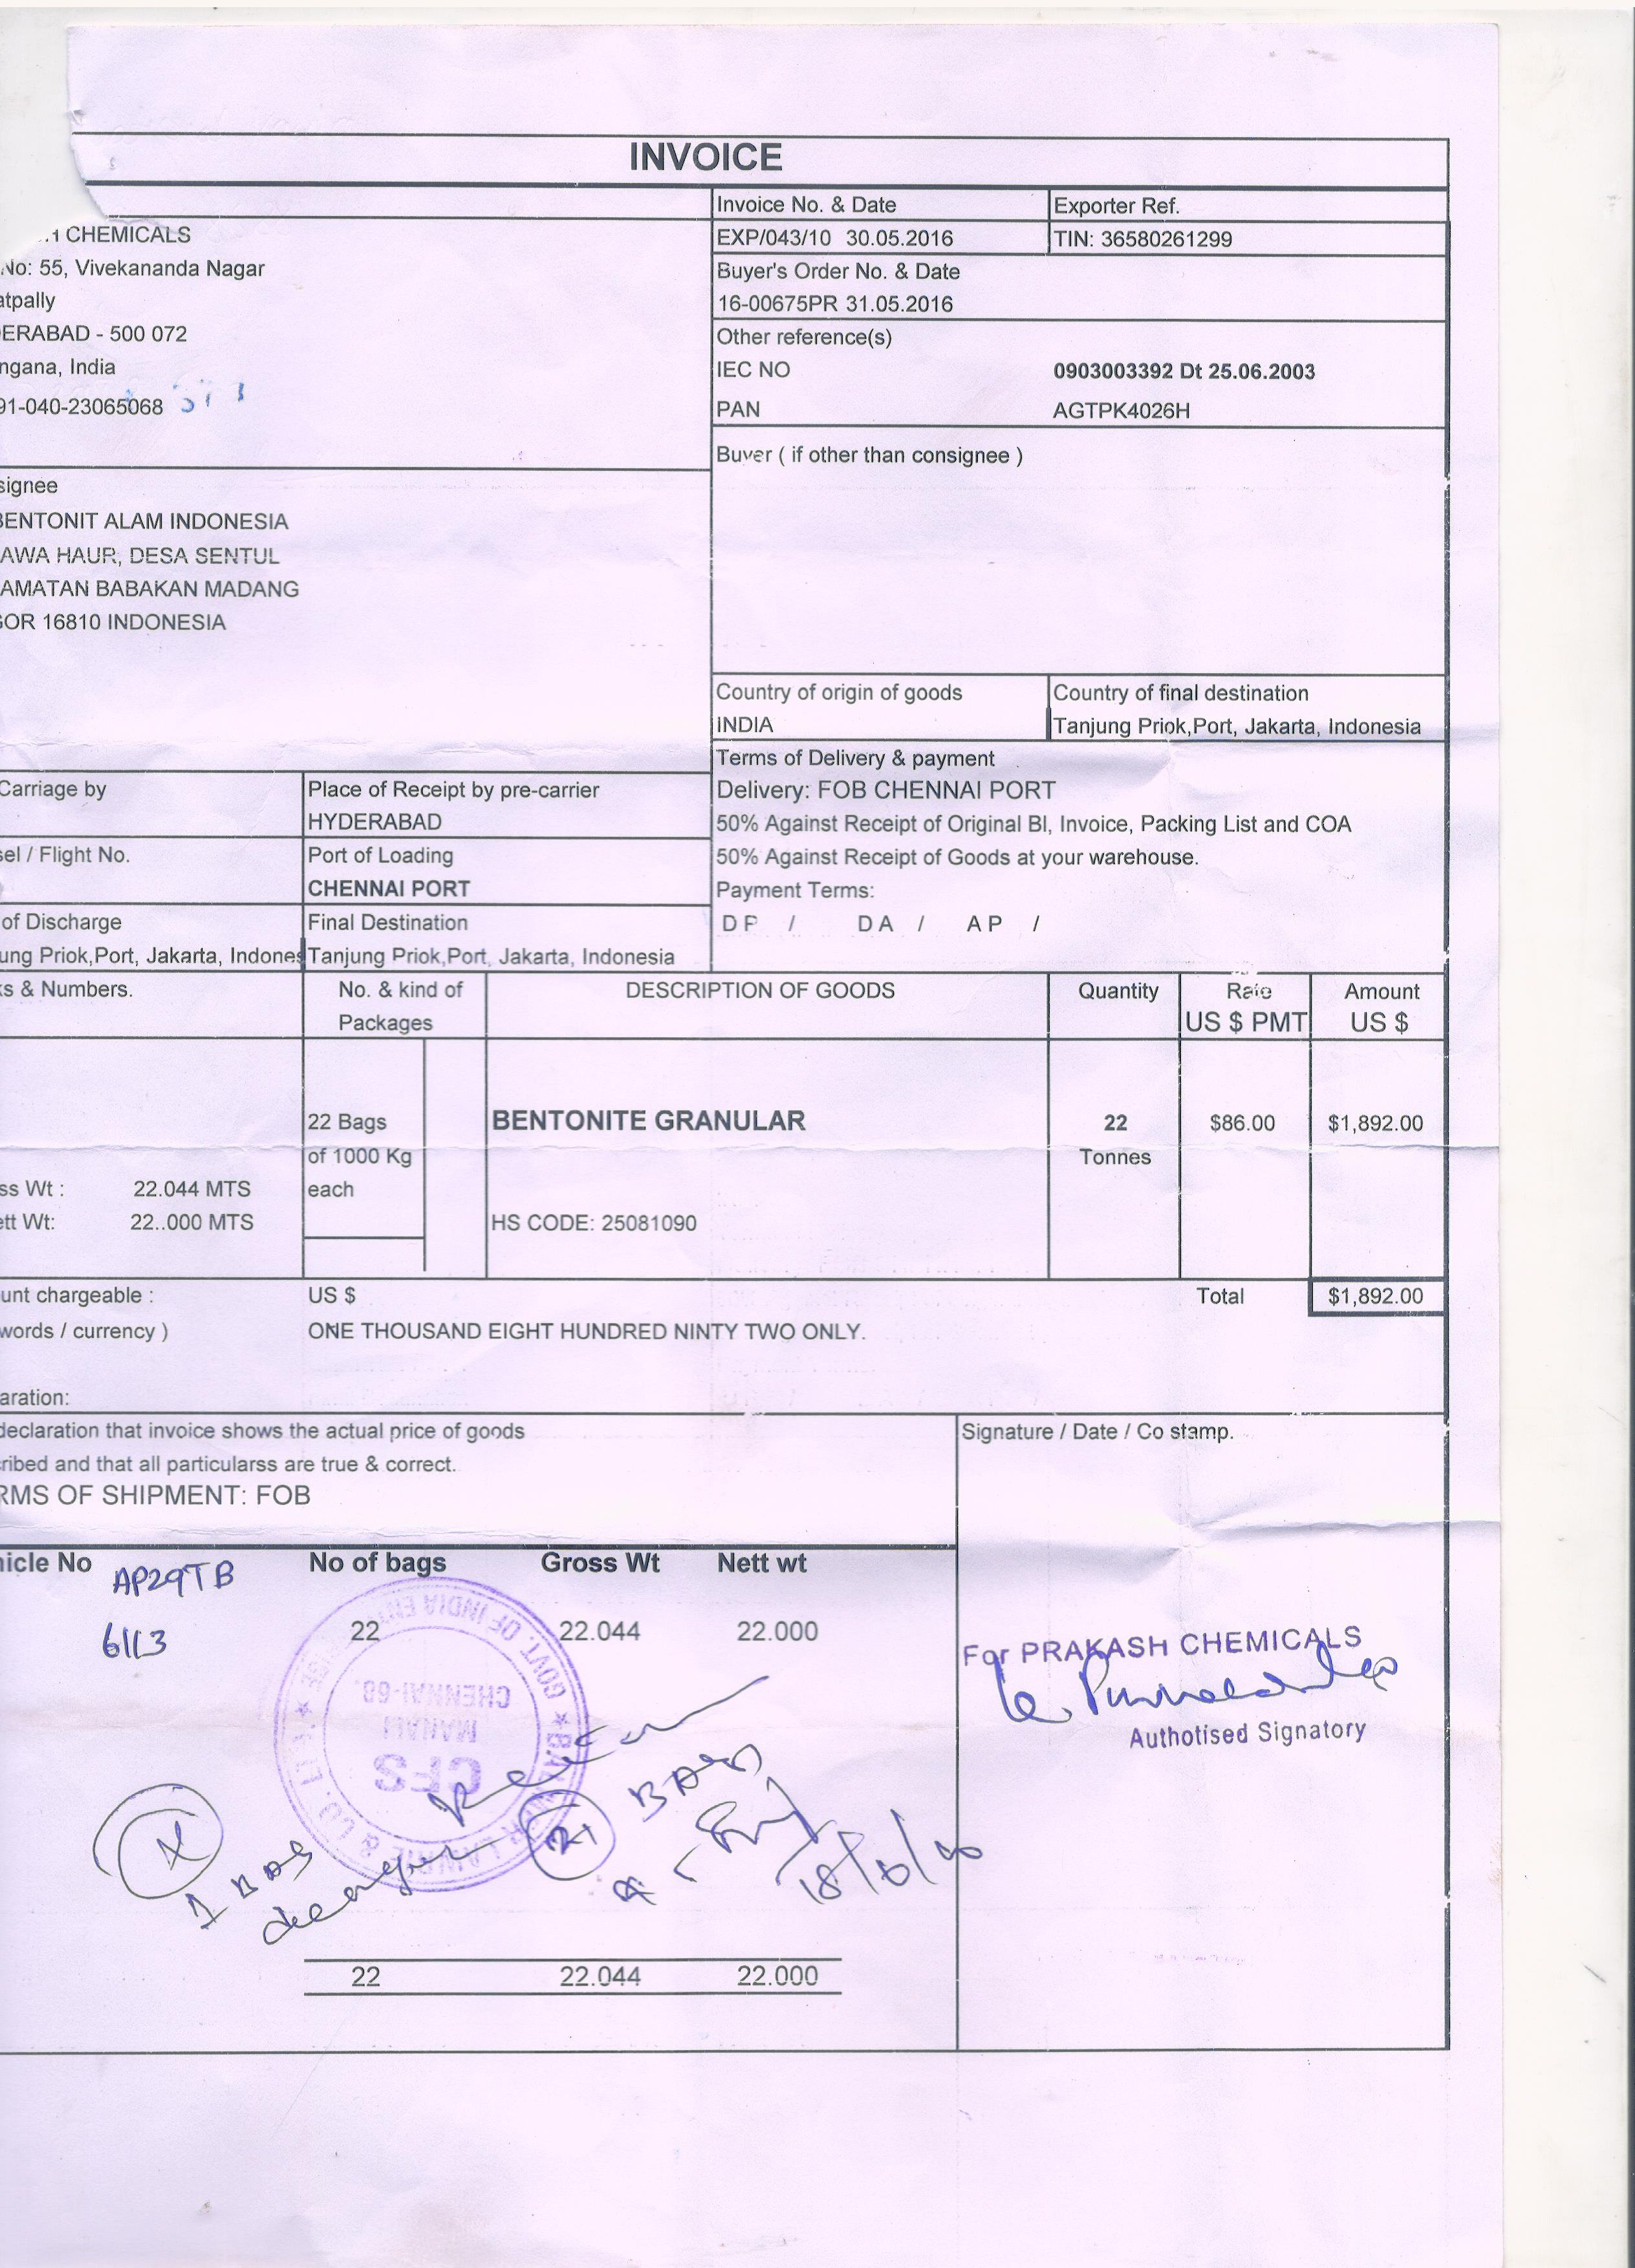 INVOICE
Invoice No. & Date
Exporter Ref.
CHEMICALS
EXP/043/10 30.05.2016
TIN: 36580261299
No: 55, Vivekananda Nagar
Buyer's Order No. & Date
atpally
16-00675PR 31.05.2016
ERABAD - 500 072
Other reference(s)
ngana, India
IEC NO
0903003392 Dt 25.06.2003
91-040-23065068
PAN
AGTPK4026H
Buyer ( if other than consignee )
signee
BENTONIT ALAM INDONESIA
AWA HAUR, DESA SENTUL
AMATAN BABAKAN MADANG
GOR 16810 INDONESIA
Country of origin of goods
Country of final destination
INDIA
Tanjung Priok,Port, Jakarta, Indonesia
Terms of Delivery & payment
Carriage by
Place of Receipt by pre-carrier
Delivery: FOB CHENNAI PORT
HYDERABAD
50% Against Receipt of Original Bl, Invoice, Packing List and COA
sel / Flight No.
Port of Loading
50% Against Receipt of Goods at your warehouse.
CHENNAI PORT
Payment Terms:
of Discharge
Final Destination
DP / DA / AP /
ung Priok,Port, Jakarta, Indones
Tanjung Priok,Port, Jakarta, Indonesia
s & Numbers.
No. & kind of
Packages
DESCRIPTION OF GOODS
Quantity
Rate
US $ PMT
Amount
US $
22 Bags
of 1000 Kg
each
BENTONITE GRANULAR
22
Tonnes
$86.00
$1,892.00
ss Wt : 22.044 MTS
ett Wt: 22..000 MTS
HS CODE: 25081090
unt chargeable :
US $
Total
$1,892.00
words / currency )
ONE THOUSAND EIGHT HUNDRED NINTY TWO ONLY.
aration:
declaration that invoice shows the actual price of goods
Signature / Date / Co stamp.
ribed and that all particularss are true & correct.
RMS OF SHIPMENT: FOB
icle No
No of bags
Gross Wt
Nett wt
AP29TB
6113
22
22.044
22.000
For PRAKASH CHEMICALS
Authotised Signatory
GOVT. OF INDIA
CHENNAI-68.
MANALI
CFS
BALMER LAWRIE & CO. LTD.
1 BAG
21
BAGS
22
22.044
22.000